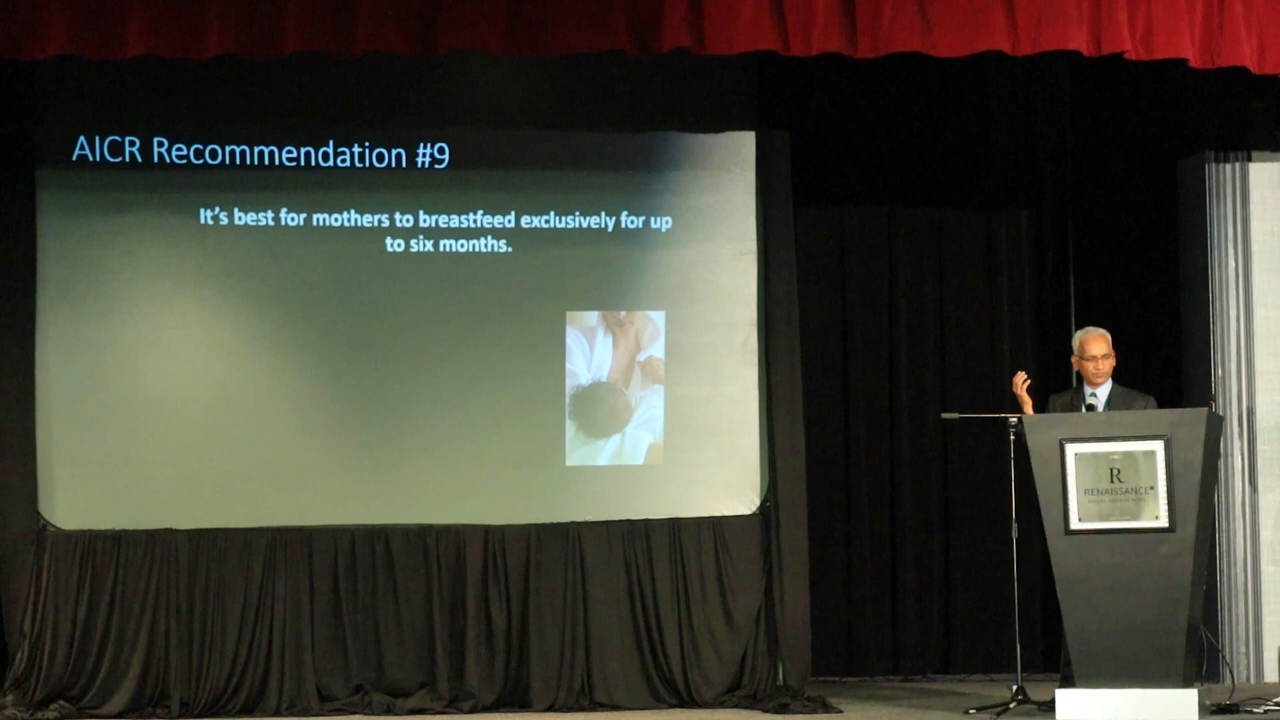 AICR Recommendation #9
It's best for mothers to breastfeed exclusively for up
to six months.
R
RENAISSANCE®